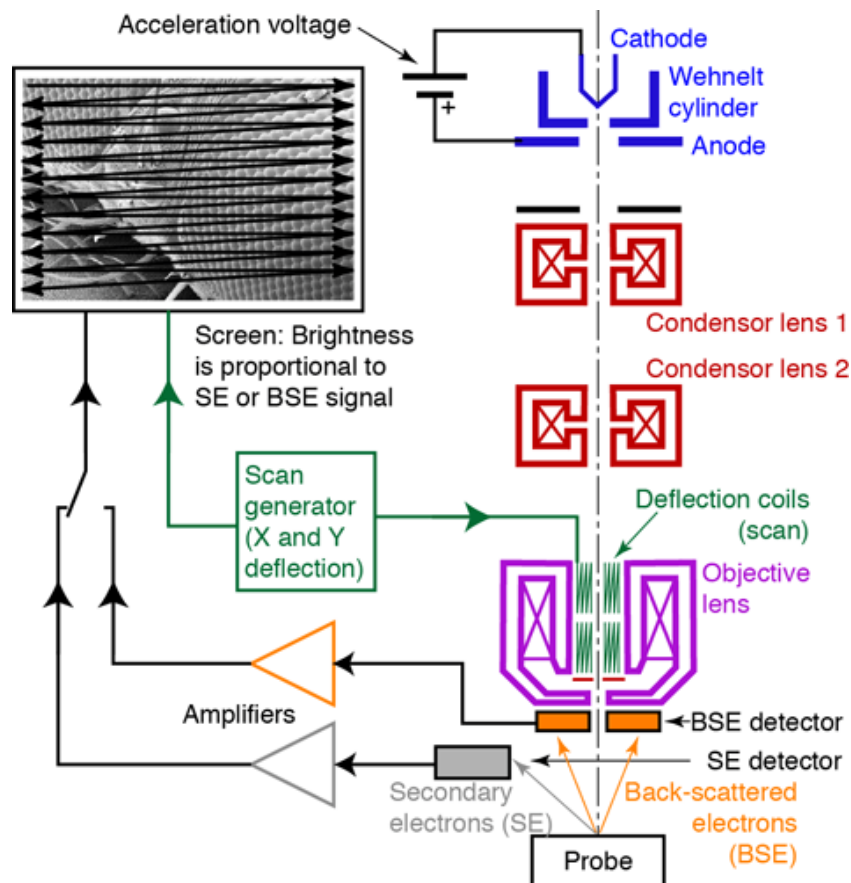 Acceleration voltage
Cathode
Wehnelt
cylinder
+
Anode
Condensor lens 1
Condensor lens 2
Screen: Brightness
is proportional to
SE or BSE signal
Scan
generator
(X and Y
deflection)
Deflection coils
(scan)
Objective
lens
Amplifiers
BSE detector
SE detector
Secondary
electrons (SE)
Back-scattered
electrons
(BSE)
Probe